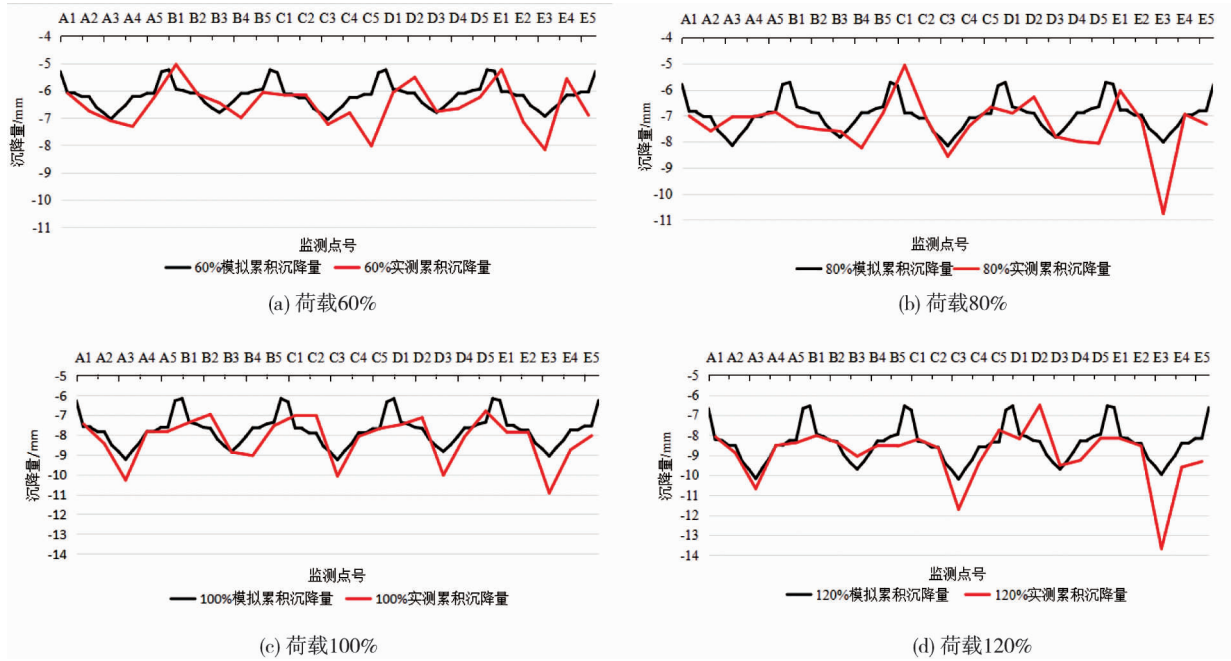 A1 A2 A3 A4 A5 B1 B2 B3 B4 B5 C1 C2 C3 C4 C5 D1 D2 D3 D4 D5 E1 E2 E3 E4 E5
-4
-5
-6
-7
-8
-9
-10
-11
沉降量/mm
监测点号
60%模拟累积沉降量 60%实测累积沉降量
(a) 荷载60%
A1 A2 A3 A4 A5 B1 B2 B3 B4 B5 C1 C2 C3 C4 C5 D1 D2 D3 D4 D5 E1 E2 E3 E4 E5
-4
-5
-6
-7
-8
-9
-10
-11
沉降量/mm
监测点号
80%模拟累积沉降量 80%实测累积沉降量
(b) 荷载80%
A1 A2 A3 A4 A5 B1 B2 B3 B4 B5 C1 C2 C3 C4 C5 D1 D2 D3 D4 D5 E1 E2 E3 E4 E5
-5
-6
-7
-8
-9
-10
-11
-12
-13
-14
沉降量/mm
监测点号
100%模拟累积沉降量 100%实测累积沉降量
(c) 荷载100%
A1 A2 A3 A4 A5 B1 B2 B3 B4 B5 C1 C2 C3 C4 C5 D1 D2 D3 D4 D5 E1 E2 E3 E4 E5
-5
-6
-7
-8
-9
-10
-11
-12
-13
-14
沉降量/mm
监测点号
120%模拟累积沉降量 120%实测累积沉降量
(d) 荷载120%